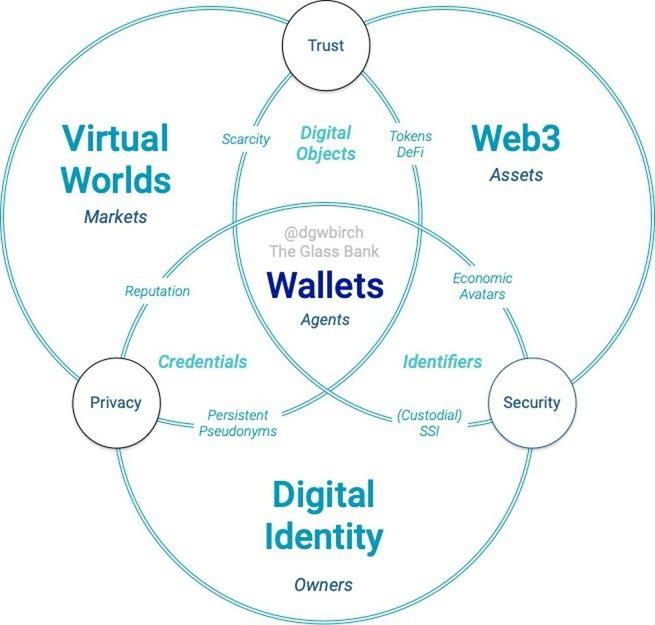 Trust
Virtual
Worlds
Markets
Scarcity
Digital
Objects
Tokens
DeFi
Web3
Assets
@dgwbirch
The Glass Bank
Wallets
Agents
Reputation
Economic
Avatars
Credentials
Identifiers
Privacy
Security
Persistent
Pseudonyms
(Custodial)
SSI
Digital
Identity
Owners